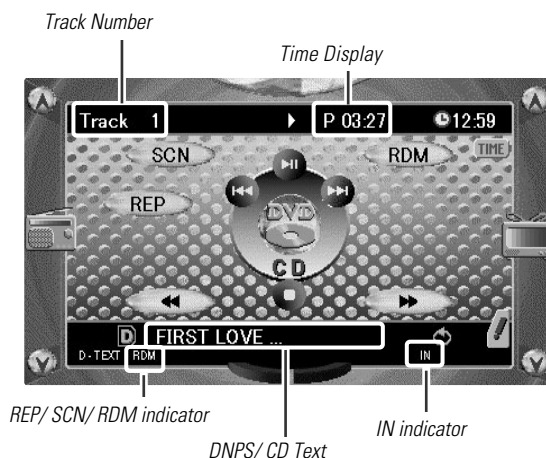 Track Number
Time Display
Track 1 P 03:27 12:59
SCN RDM TIME
REP
DVD
CD
D
FIRST LOVE ...
D-TEXT RDM IN
REP/ SCN/ RDM indicator
IN indicator
DNPS/ CD Text